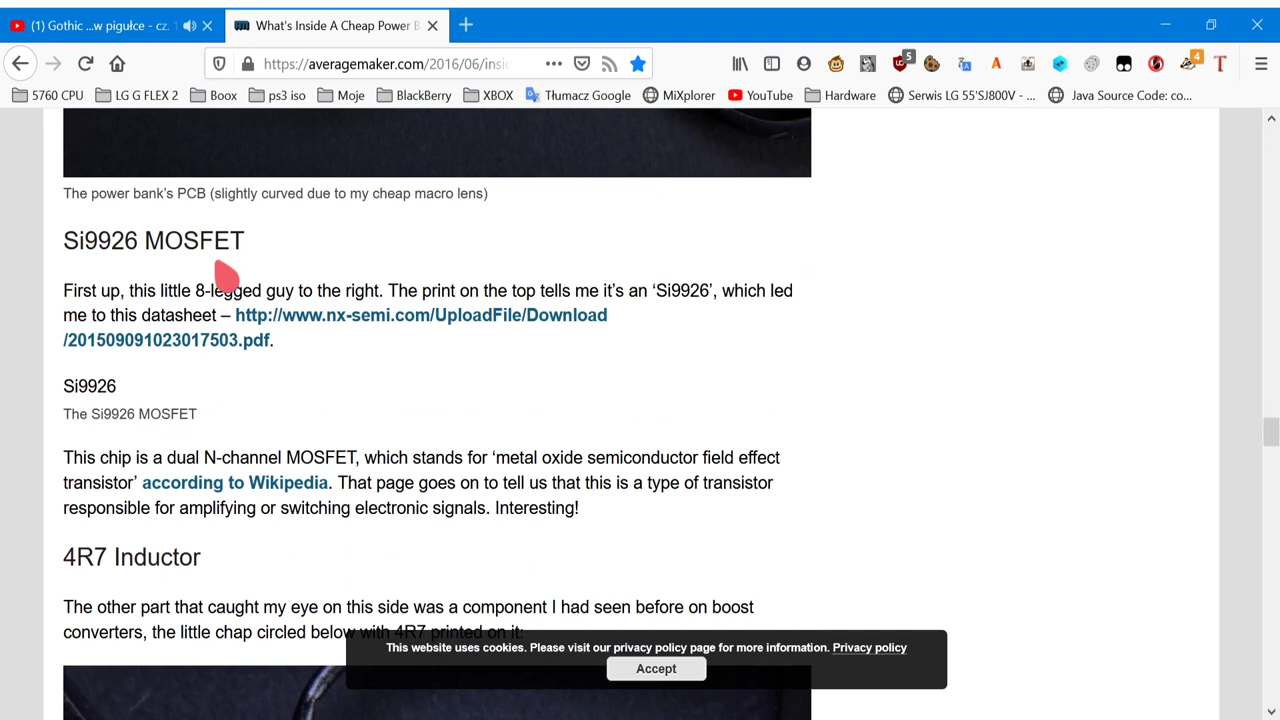 (1) Gothic ...w pigułce - cz. 1
What's Inside A Cheap Power B
https://averagemaker.com/2016/06/insi
5
4
5760 CPU
LG G FLEX 2
Boox
ps3 iso
Moje
BlackBerry
XBOX
Tłumacz Google
MiXplorer
YouTube
Hardware
Serwis LG 55'SJ800V - ...
Java Source Code: co...
The power bank's PCB (slightly curved due to my cheap macro lens)
Si9926 MOSFET
First up, this little 8-legged guy to the right. The print on the top tells me it's an ‘Si9926’, which led
me to this datasheet – http://www.nx-semi.com/UploadFile/Download
/201509091023017503.pdf.
Si9926
The Si9926 MOSFET
This chip is a dual N-channel MOSFET, which stands for ‘metal oxide semiconductor field effect
transistor’ according to Wikipedia. That page goes on to tell us that this is a type of transistor
responsible for amplifying or switching electronic signals. Interesting!
4R7 Inductor
The other part that caught my eye on this side was a component I had seen before on boost
converters, the little chap circled below with 4R7 printed on it:
This website uses cookies. Please visit our privacy policy page for more information. Privacy policy
Accept